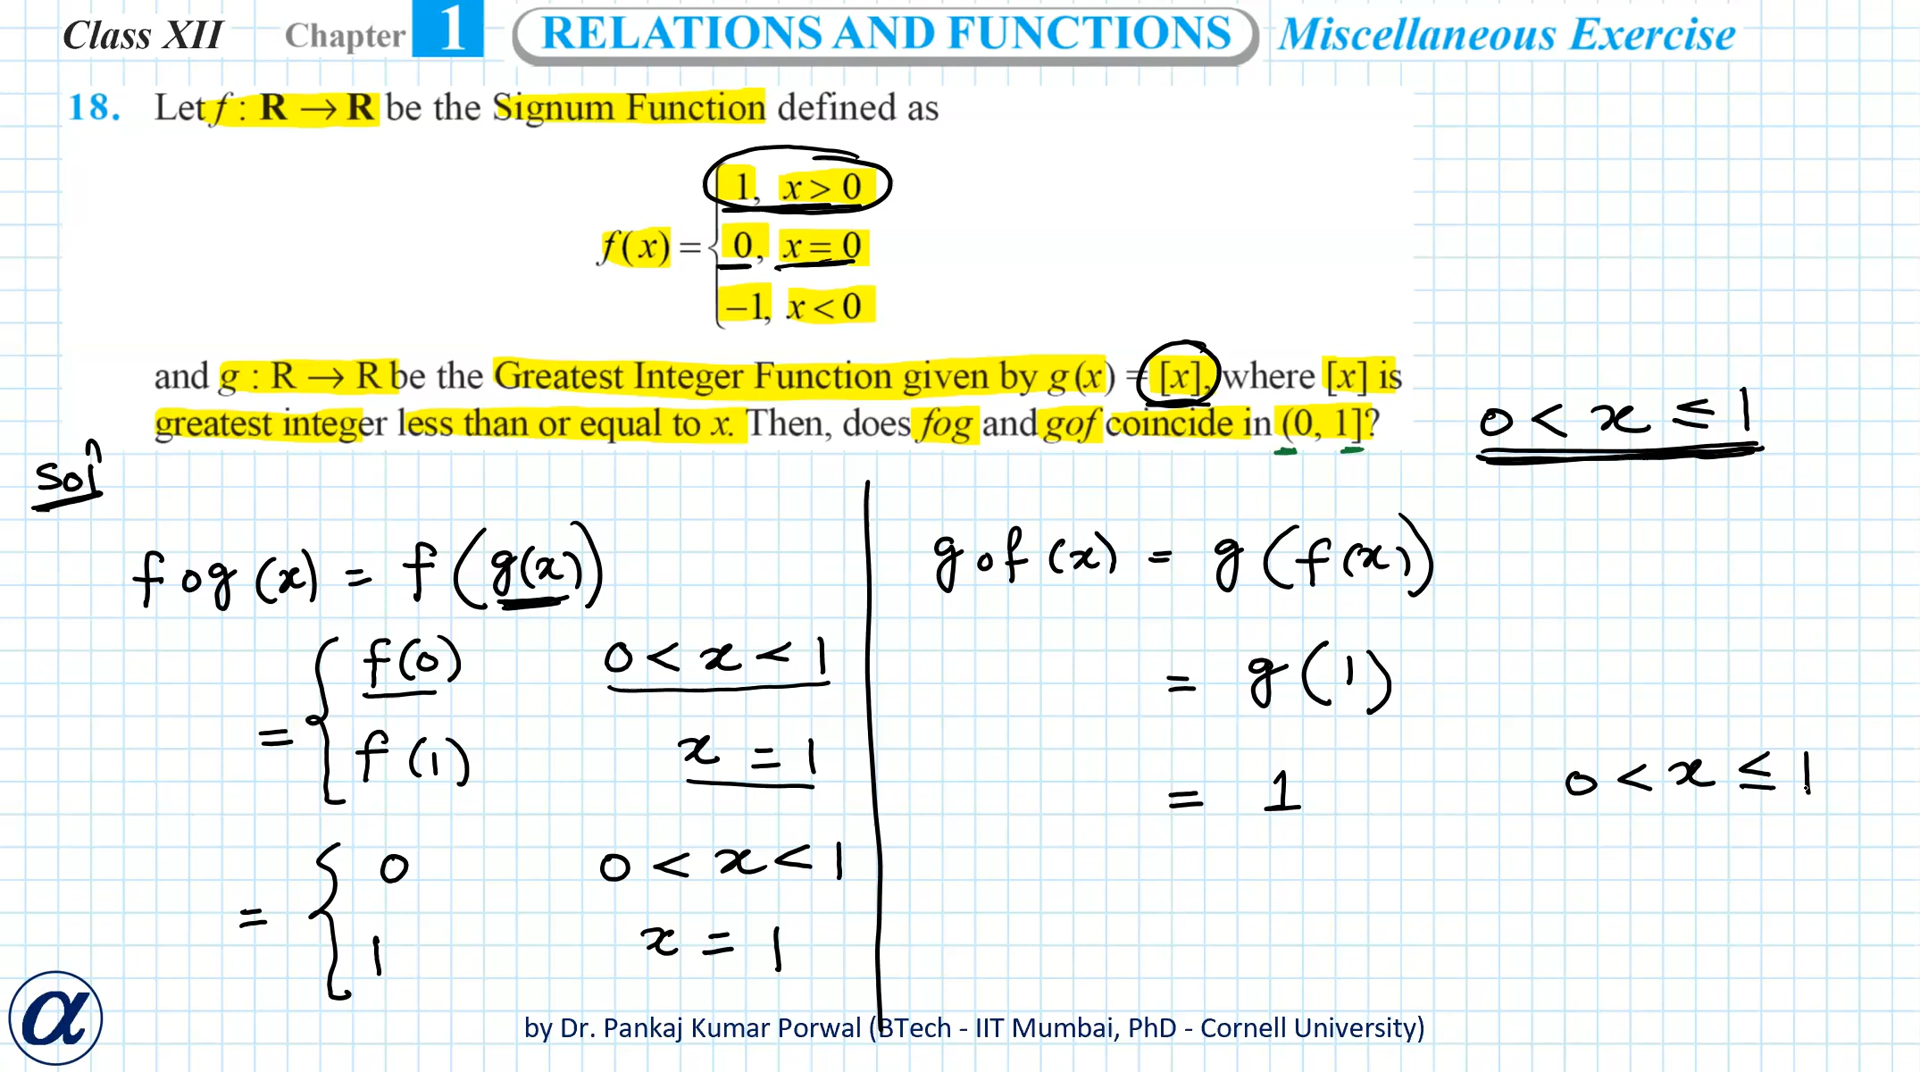 Class XII Chapter 1 RELATIONS AND FUNCTIONS Miscellaneous Exercise
18. Let f : R → R be the Signum Function defined as
f(x) = { 1, x > 0
0, x = 0
−1, x < 0
and g : R → R be the Greatest Integer Function given by g(x) = [x], where [x] is
greatest integer less than or equal to x. Then, does fog and gof coincide in (0, 1]?
0 < x ≤ 1
Solⁿ
fog(x) = f(g(x))
= { f(0) 0 < x < 1
f(1) x = 1
= { 0 0 < x < 1
1 x = 1
gof(x) = g(f(x))
= g(1)
= 1 0 < x ≤ 1
α
by Dr. Pankaj Kumar Porwal (BTech - IIT Mumbai, PhD - Cornell University)